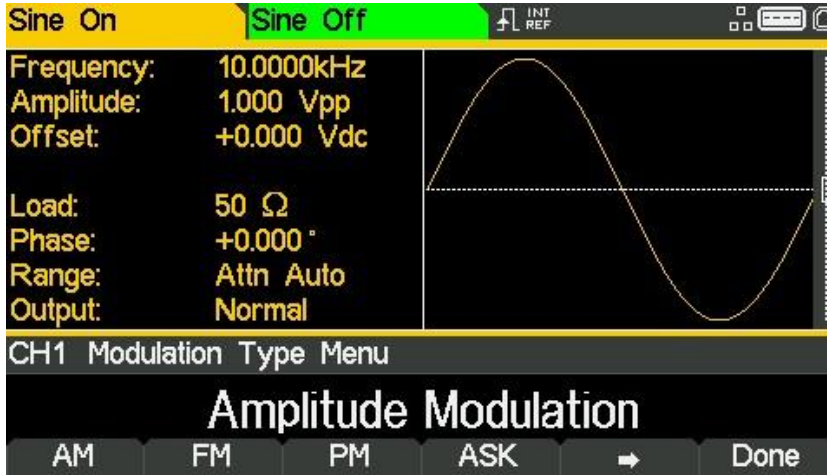 Sine On Sine Off INT REF
Frequency: 10.0000kHz
Amplitude: 1.000 Vpp
Offset: +0.000 Vdc
Load: 50 Ω
Phase: +0.000 °
Range: Attn Auto
Output: Normal
CH1 Modulation Type Menu
Amplitude Modulation
AM FM PM ASK ➡ Done